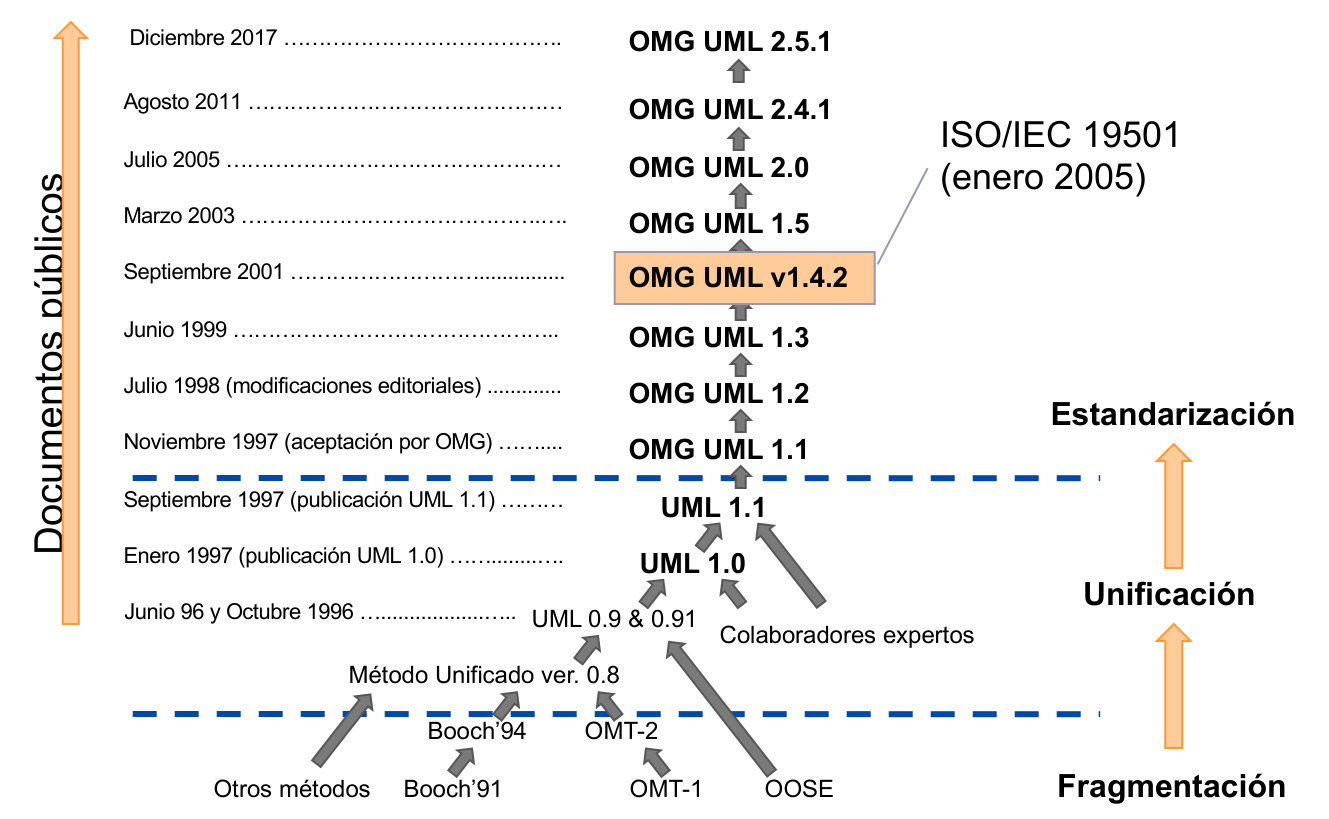 Diciembre 2017 ………………………………….
OMG UML 2.5.1
Agosto 2011 ………………………………
OMG UML 2.4.1
ISO/IEC 19501
(enero 2005)
Julio 2005 …………………………………………
OMG UML 2.0
Marzo 2003 ……………………………….….
OMG UML 1.5
Septiembre 2001 ………………………...............
OMG UML v1.4.2
Junio 1999 ………………………………………..
OMG UML 1.3
Julio 1998 (modificaciones editoriales) .............
OMG UML 1.2
Noviembre 1997 (aceptación por OMG) ……....
OMG UML 1.1
Documentos públicos
Estandarización
Septiembre 1997 (publicación UML 1.1) ………
UML 1.1
Enero 1997 (publicación UML 1.0) ……........….
UML 1.0
Unificación
Junio 96 y Octubre 1996 …..................…...
UML 0.9 & 0.91
Colaboradores expertos
Método Unificado ver. 0.8
Booch’94
OMT-2
Otros métodos
Booch’91
OMT-1
OOSE
Fragmentación